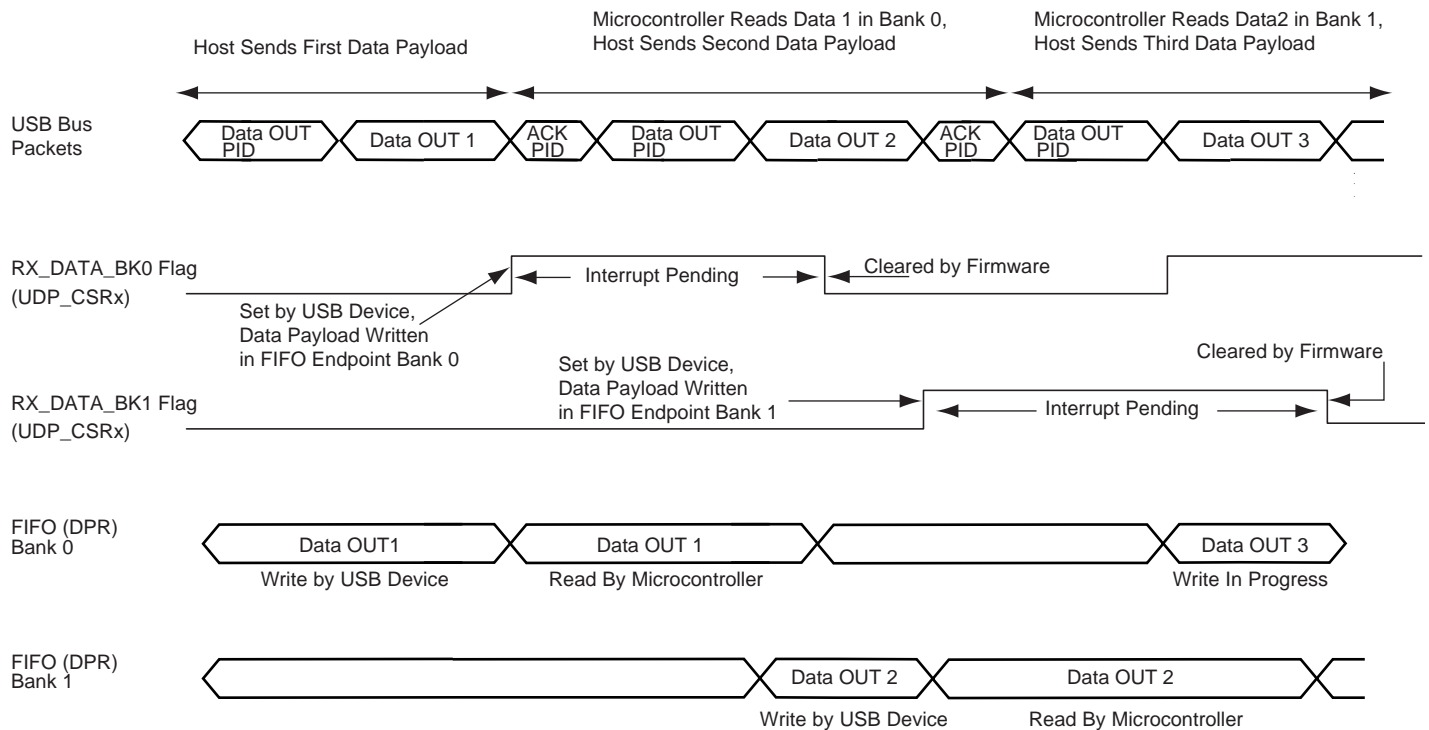 Host Sends First Data Payload
Microcontroller Reads Data 1 in Bank 0,
Host Sends Second Data Payload
Microcontroller Reads Data2 in Bank 1,
Host Sends Third Data Payload
USB Bus
Packets
Data OUT
PID
Data OUT 1
ACK
PID
Data OUT
PID
Data OUT 2
ACK
PID
Data OUT
PID
Data OUT 3
RX_DATA_BK0 Flag
(UDP_CSRx)
Interrupt Pending
Cleared by Firmware
Set by USB Device,
Data Payload Written
in FIFO Endpoint Bank 0
RX_DATA_BK1 Flag
(UDP_CSRx)
Set by USB Device,
Data Payload Written
in FIFO Endpoint Bank 1
Interrupt Pending
Cleared by Firmware
FIFO (DPR)
Bank 0
Data OUT1
Data OUT 1
Data OUT 3
Write by USB Device
Read By Microcontroller
Write In Progress
FIFO (DPR)
Bank 1
Data OUT 2
Data OUT 2
Write by USB Device
Read By Microcontroller